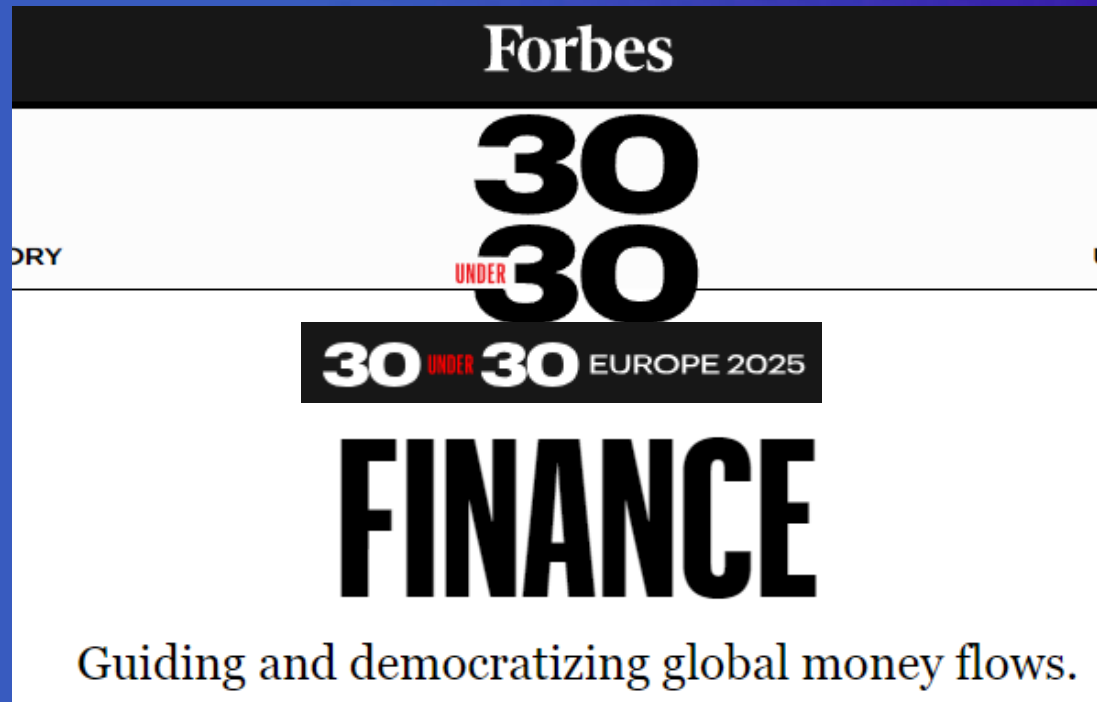 Forbes
30
ORY
UNDER 30
30 UNDER 30 EUROPE 2025
FINANCE
Guiding and democratizing global money flows.